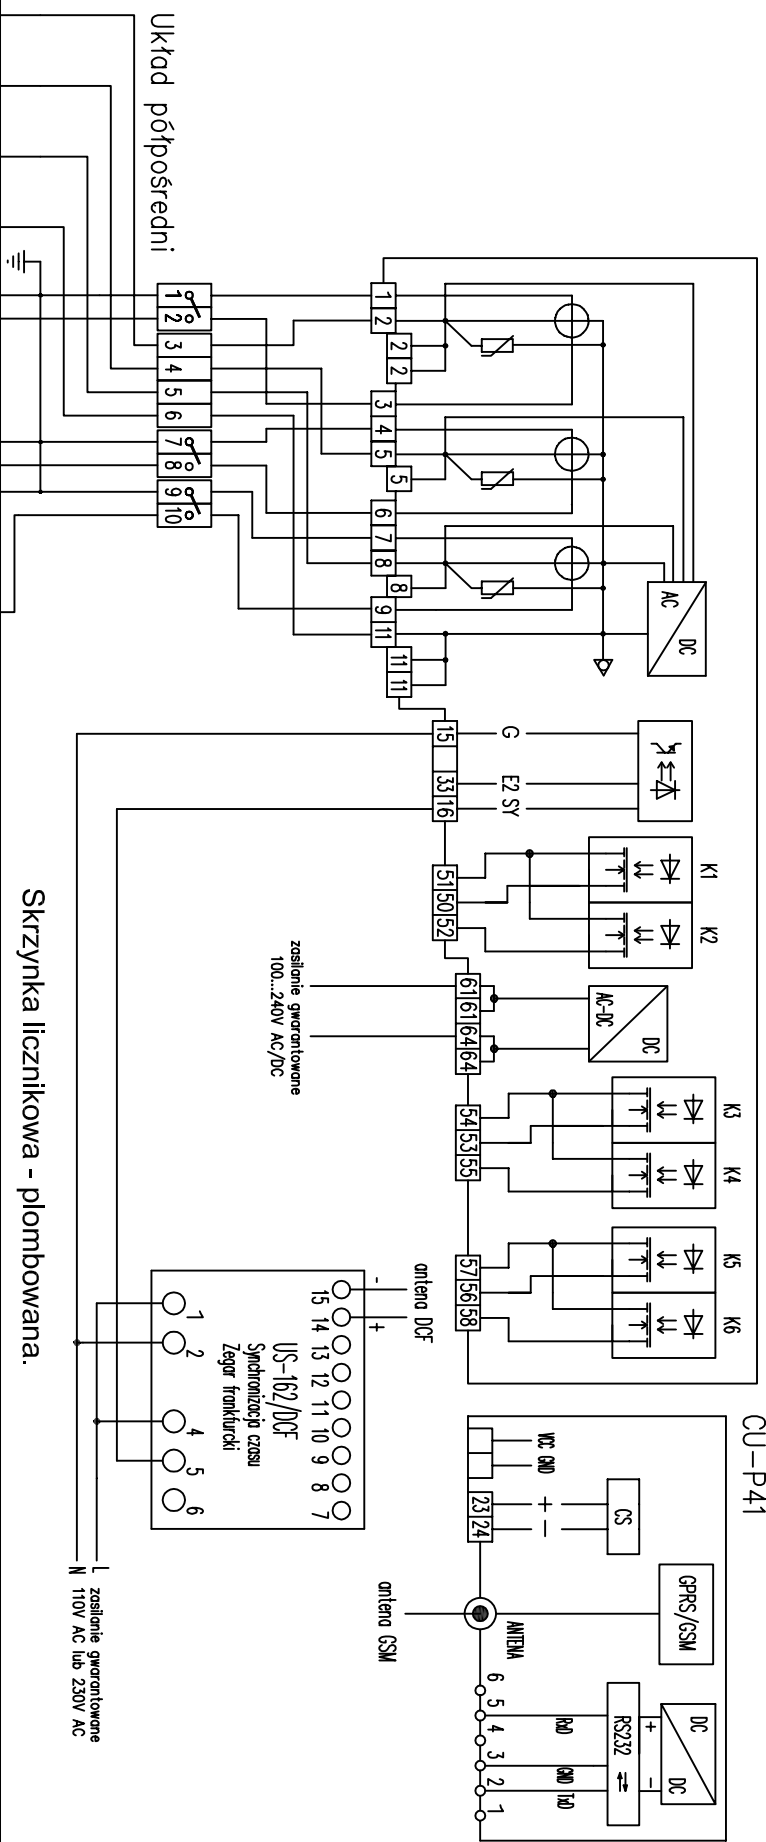 Układ półpośredni
1
2
3
4
5
6
7
8
9
10
1
2
2
2
3
4
5
5
6
7
8
8
9
11
11
11
AC
DC
15
33
16
G
E2
SY
51
50
52
K1
K2
61
61
64
64
AC-DC
DC
zasilanie gwarantowane
100...240V AC/DC
54
53
55
K3
K4
57
56
58
K5
K6
Skrzynka licznikowa - plombowana.
antena DCF
-
+
15
14
13
12
11
10
9
8
7
US-162/DCF
Synchronizacja czasu
Zegar frankfurcki
1
2
4
5
6
L
N
zasilanie gwarantowane
110V AC lub 230V AC
CU-P41
VCC
GND
23
24
+
-
CS
GPRS/GSM
ANTENA
antena GSM
6
5
4
3
2
1
RxD
GND
TxD
RS232
+
-
DC
DC